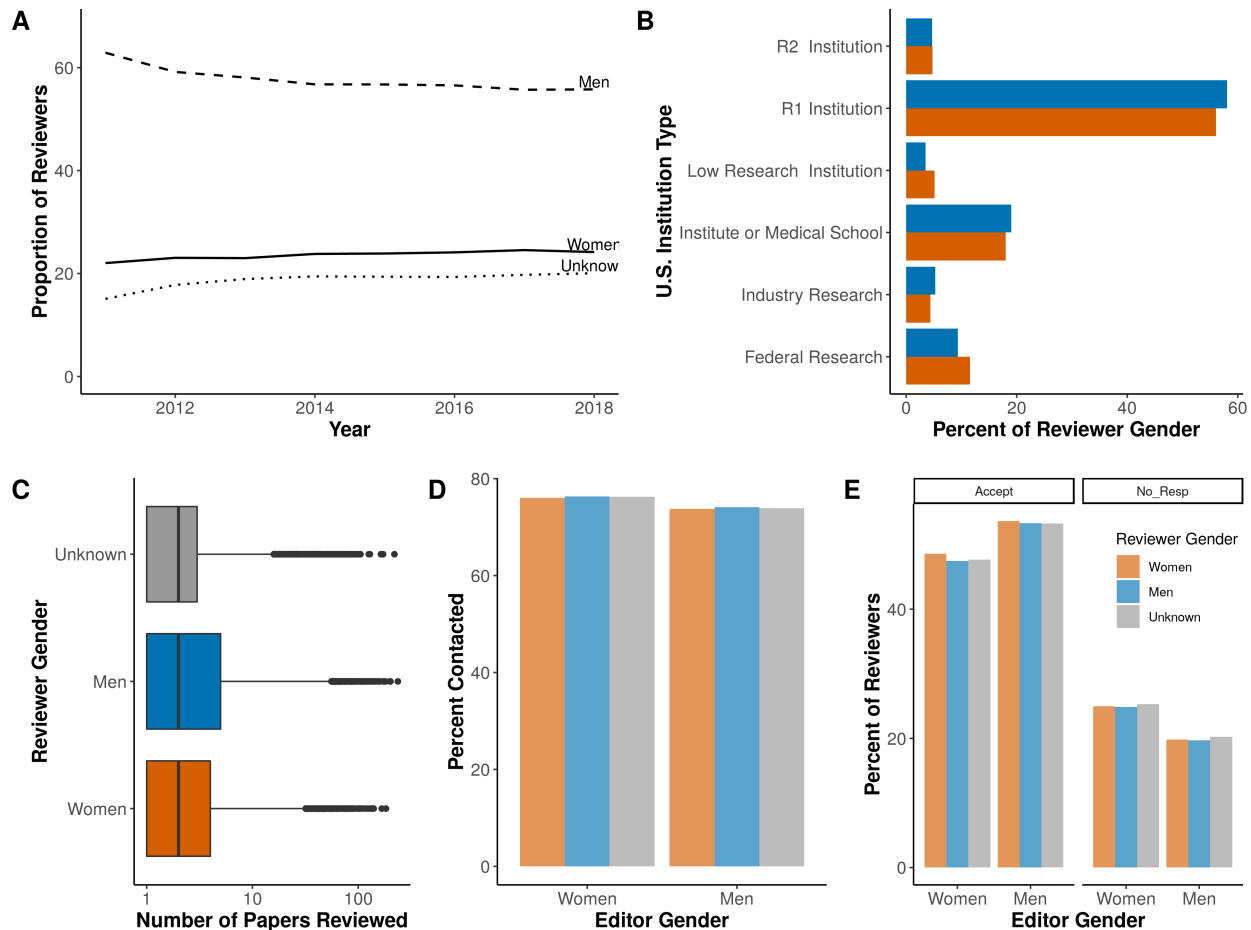 A
Proportion of Reviewers
60
40
20
0
Men
Women
Unknow
2012
2014
2016
2018
Year
B
U.S. Institution Type
R2 Institution
R1 Institution
Low Research Institution
Institute or Medical School
Industry Research
Federal Research
0
20
40
60
Percent of Reviewer Gender
C
Reviewer Gender
Unknown
Men
Women
1
10
100
Number of Papers Reviewed
D
Percent Contacted
80
60
40
20
0
Women
Men
Editor Gender
E
Accept
No_Resp
Percent of Reviewers
40
20
0
Reviewer Gender
Women
Men
Unknown
Women
Men
Women
Men
Editor Gender